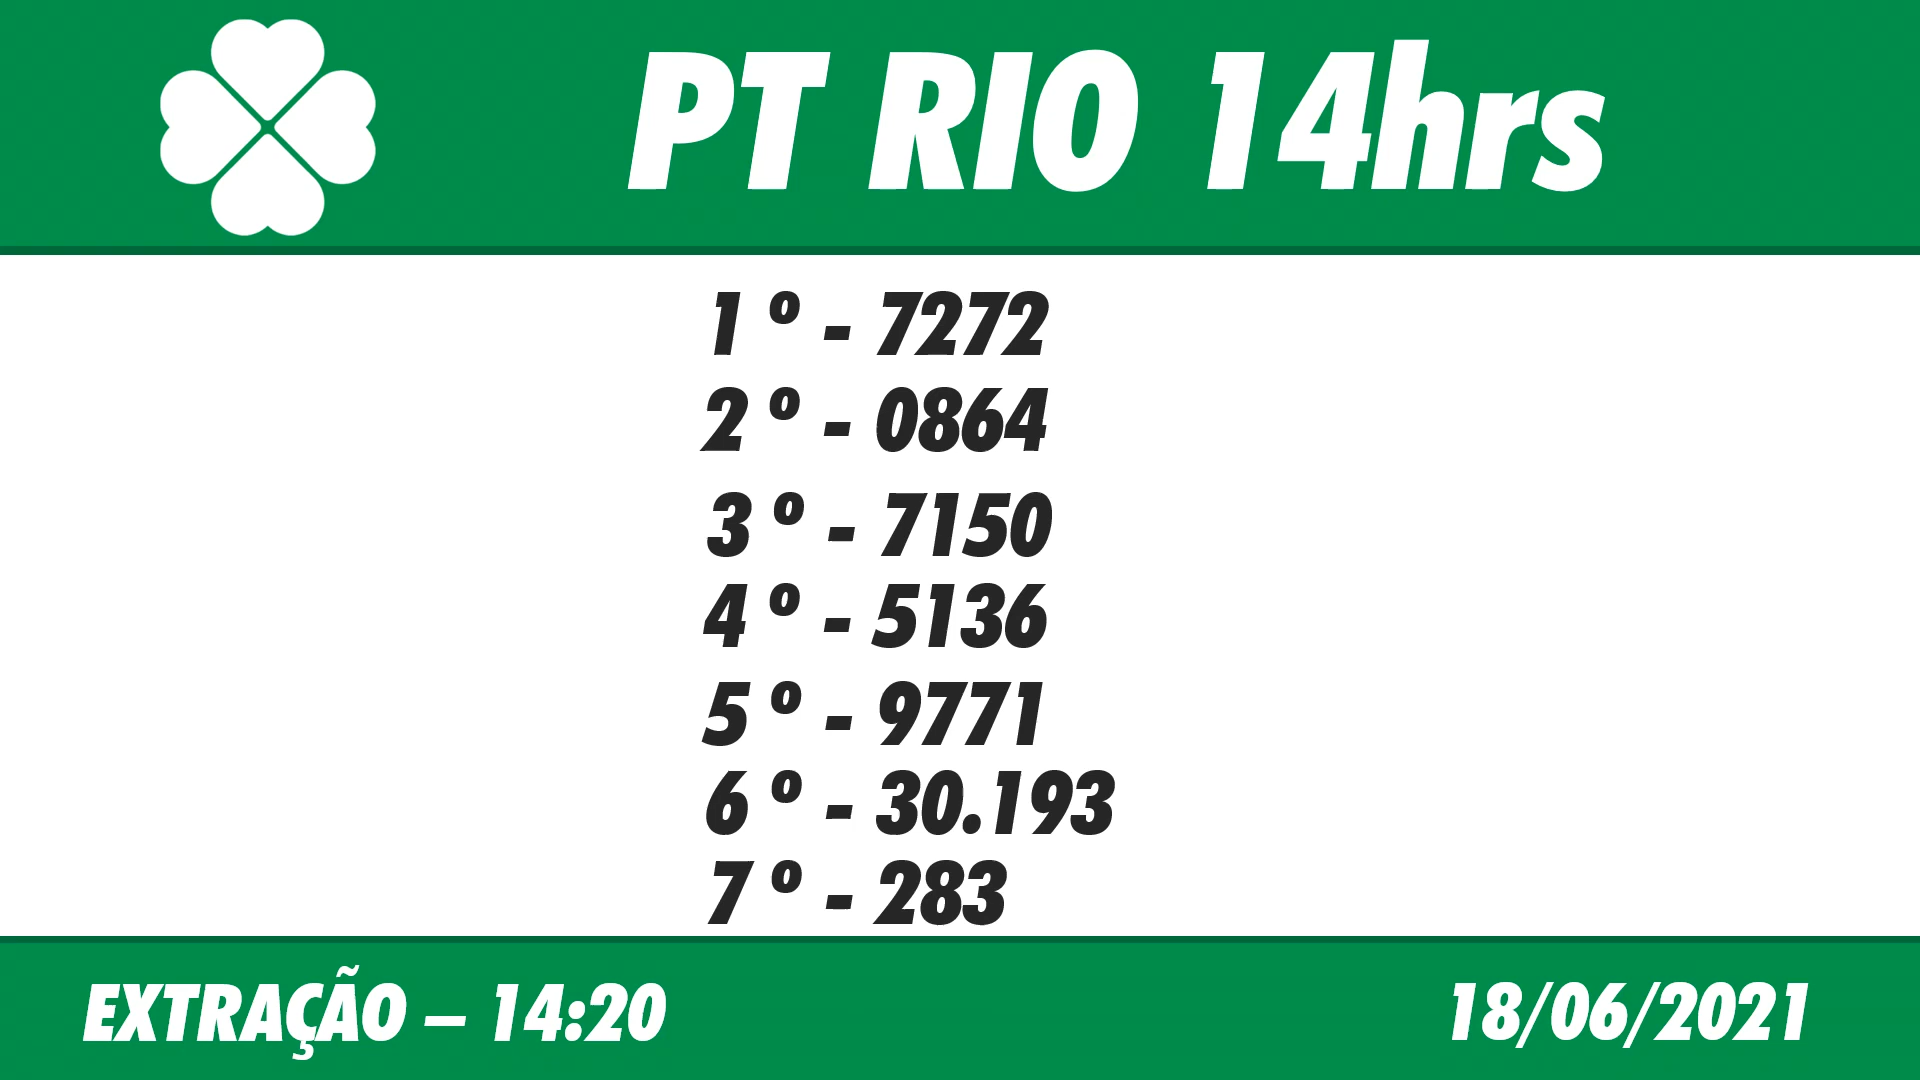 PT RIO 14hrs
1 º - 7272
2 º - 0864
3 º - 7150
4 º - 5136
5 º - 9771
6 º - 30.193
7 º - 283
EXTRAÇÃO – 14:20
18/06/2021